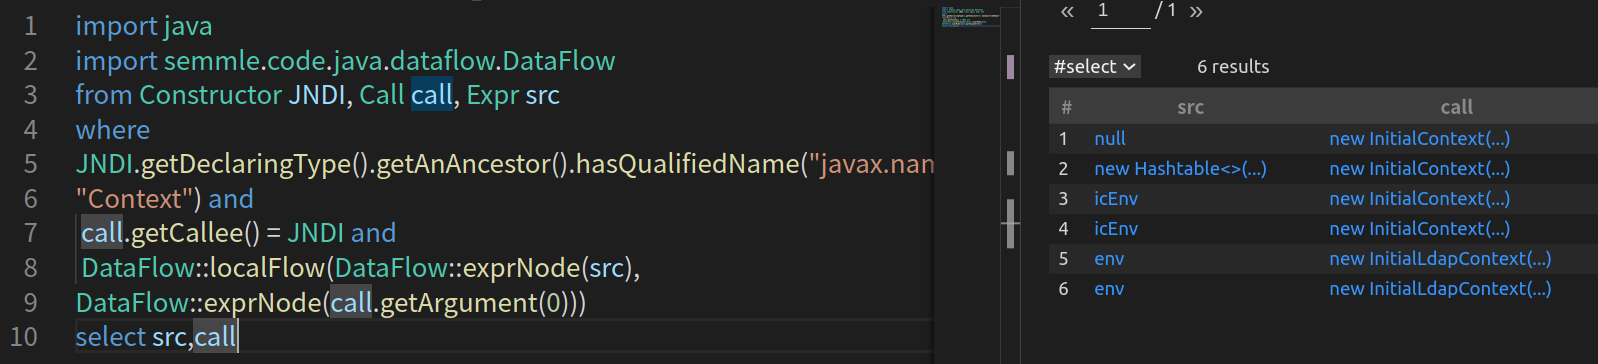 1 import java
2 import semmle.code.java.dataflow.DataFlow
3 from Constructor JNDI, Call call, Expr src
4 where
5 JNDI.getDeclaringType().getAnAncestor().hasQualifiedName("javax.nam
6 "Context") and
7 call.getCallee() = JNDI and
8 DataFlow::localFlow(DataFlow::exprNode(src),
9 DataFlow::exprNode(call.getArgument(0)))
10 select src,call
« 1 / 1 »
#select 6 results
# src call
1 null new InitialContext(...)
2 new Hashtable<>(...) new InitialContext(...)
3 icEnv new InitialContext(...)
4 icEnv new InitialContext(...)
5 env new InitialLdapContext(...)
6 env new InitialLdapContext(...)